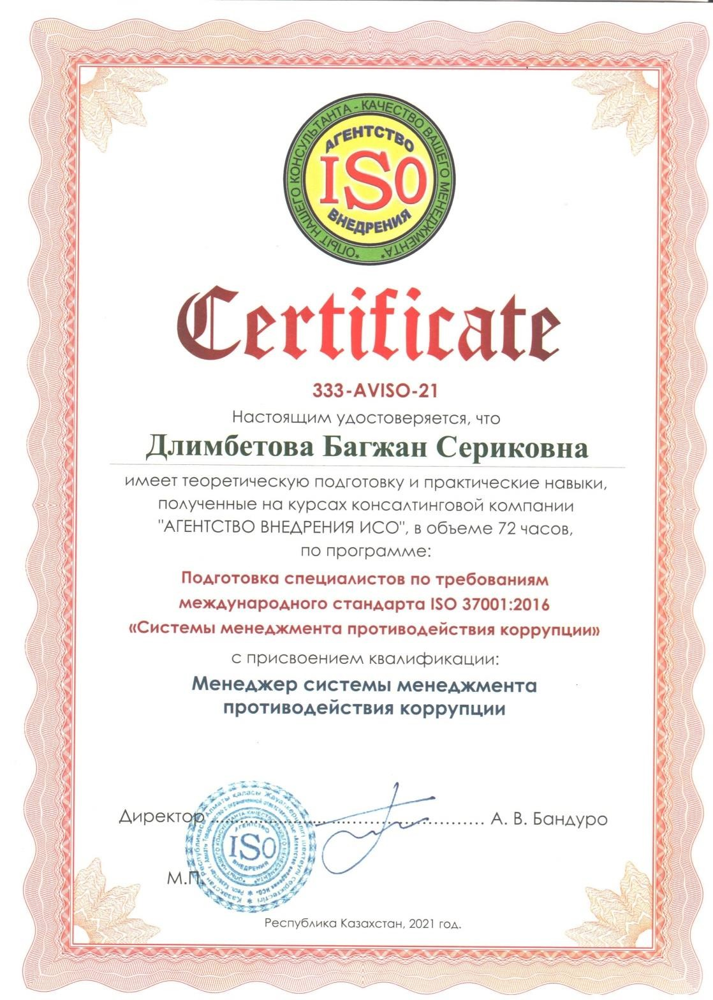 *ОПЫТ НАШЕГО КОНСУЛЬТАНТА - КАЧЕСТВО ВАШЕГО МЕНЕДЖМЕНТА*
АГЕНТСТВО
ISO
ВНЕДРЕНИЯ
Certificate
333-AVISO-21
Настоящим удостоверяется, что
Длимбетова Багжан Сериковна
имеет теоретическую подготовку и практические навыки,
полученные на курсах консалтинговой компании
"АГЕНТСТВО ВНЕДРЕНИЯ ИСО", в объеме 72 часов,
по программе:
Подготовка специалистов по требованиям
международного стандарта ISO 37001:2016
«Системы менеджмента противодействия коррупции»
с присвоением квалификации:
Менеджер системы менеджмента
противодействия коррупции
Директор
А. В. Бандуро
АГЕНТСТВО
ISO
ВНЕДРЕНИЯ
М.П.
Республика Казахстан, 2021 год.